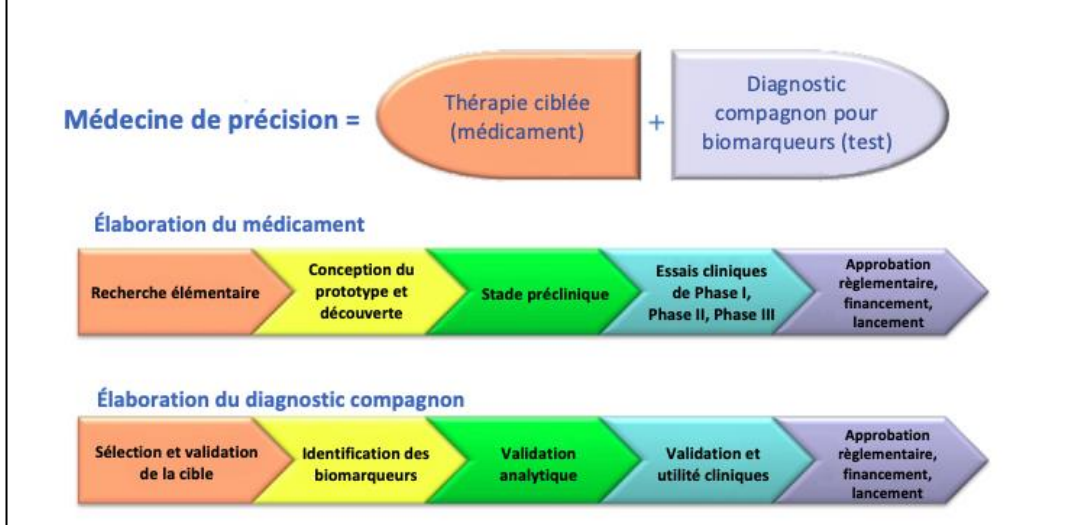 Médecine de précision =
Thérapie ciblée
(médicament)
+
Diagnostic
compagnon pour
biomarqueurs (test)
Élaboration du médicament
Recherche élémentaire
Conception du
prototype et
découverte
Stade préclinique
Essais cliniques
de Phase I,
Phase II, Phase III
Approbation
règlementaire,
financement,
lancement
Élaboration du diagnostic compagnon
Sélection et validation
de la cible
Identification des
biomarqueurs
Validation
analytique
Validation et
utilité cliniques
Approbation
règlementaire,
financement,
lancement